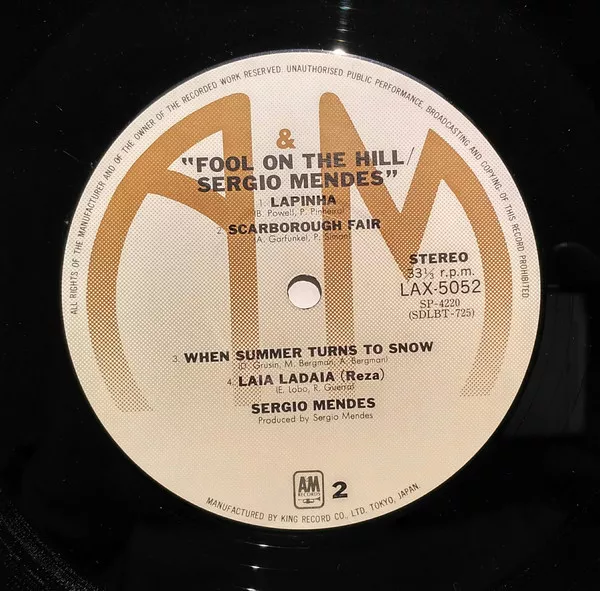 ALL RIGHTS OF THE MANUFACTURER AND OF THE OWNER OF THE RECORDED WORK RESERVED. UNAUTHORISED PUBLIC PERFORMANCE, BROADCASTING AND COPYING OF THIS RECORD PROHIBITED
&
"FOOL ON THE HILL/
SERGIO MENDES"
1. LAPINHA
(B. Powell, P. Pinheiro)
2. SCARBOROUGH FAIR
(A. Garfunkel, P. Simon)
STEREO
33⅓ r.p.m.
LAX-5052
SP-4220
(SDLBT-725)
3. WHEN SUMMER TURNS TO SNOW
(D. Grusin, M. Bergman, A. Bergman)
4. LAIA LADAIA (Reza)
(E. Lobo, R. Guerra)
SERGIO MENDES
Produced by Sergio Mendes
AM
RECORDS
2
MANUFACTURED BY KING RECORD CO., LTD. TOKYO, JAPAN.